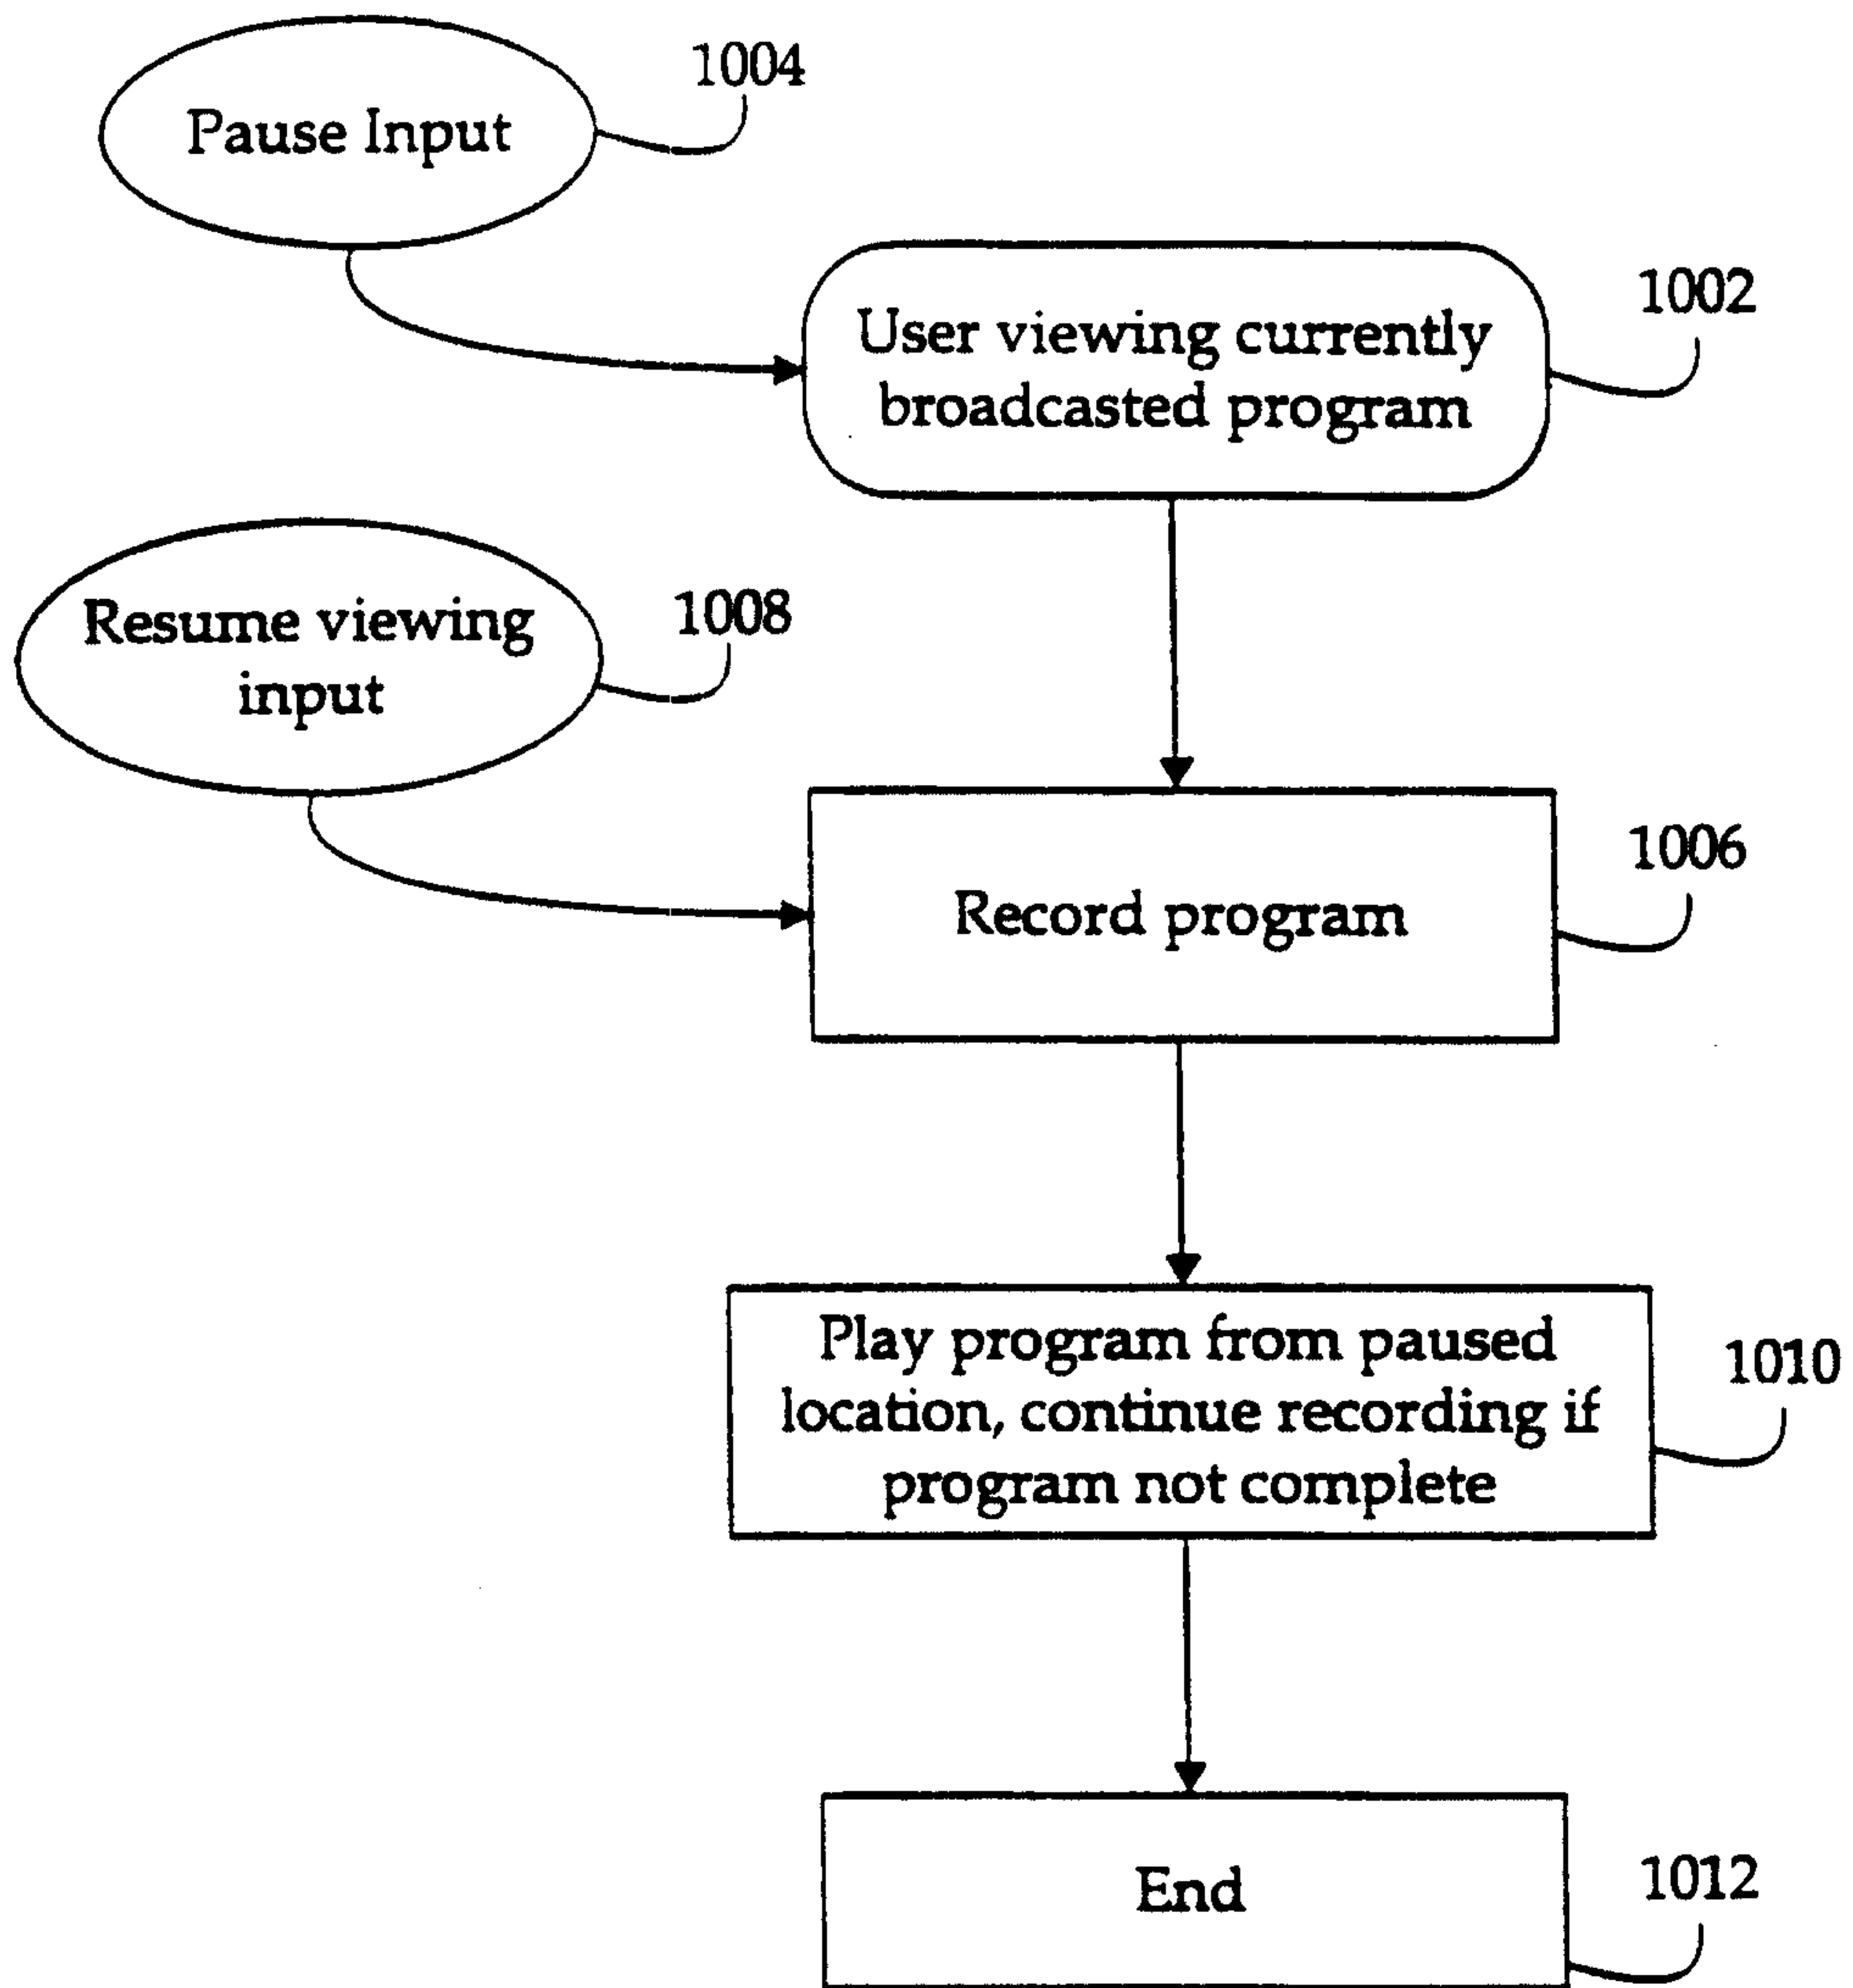 1004
Pause Input
1002
User viewing currently
broadcasted program
1008
Resume viewing
input
1006
Record program
1010
Play program from paused
location, continue recording if
program not complete
1012
End